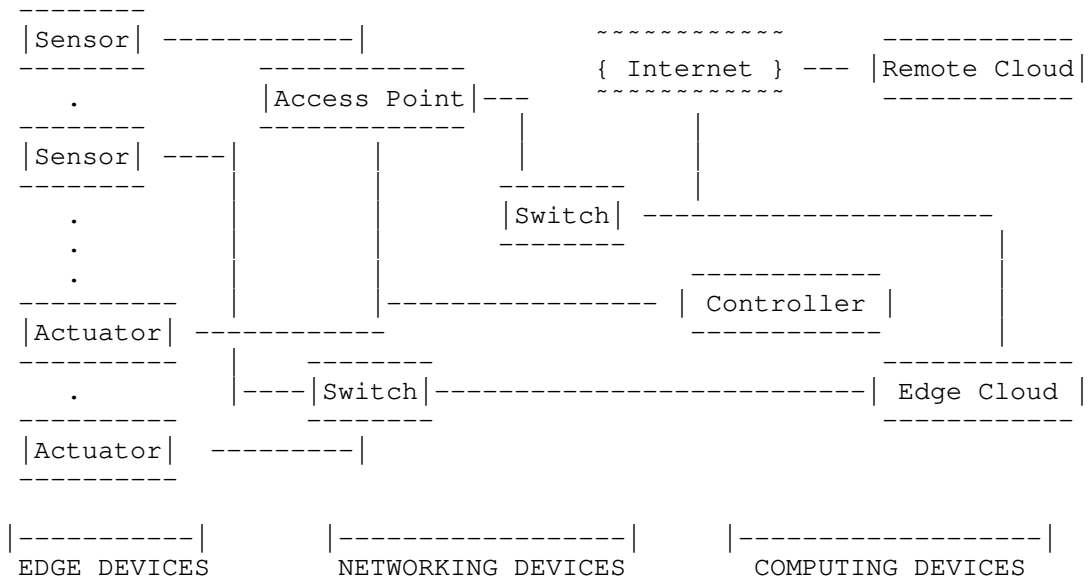 Sensor
Internet
Remote Cloud
Access Point
Sensor
Switch
Controller
Actuator
Switch
Edge Cloud
Actuator
EDGE DEVICES NETWORKING DEVICES COMPUTING DEVICES